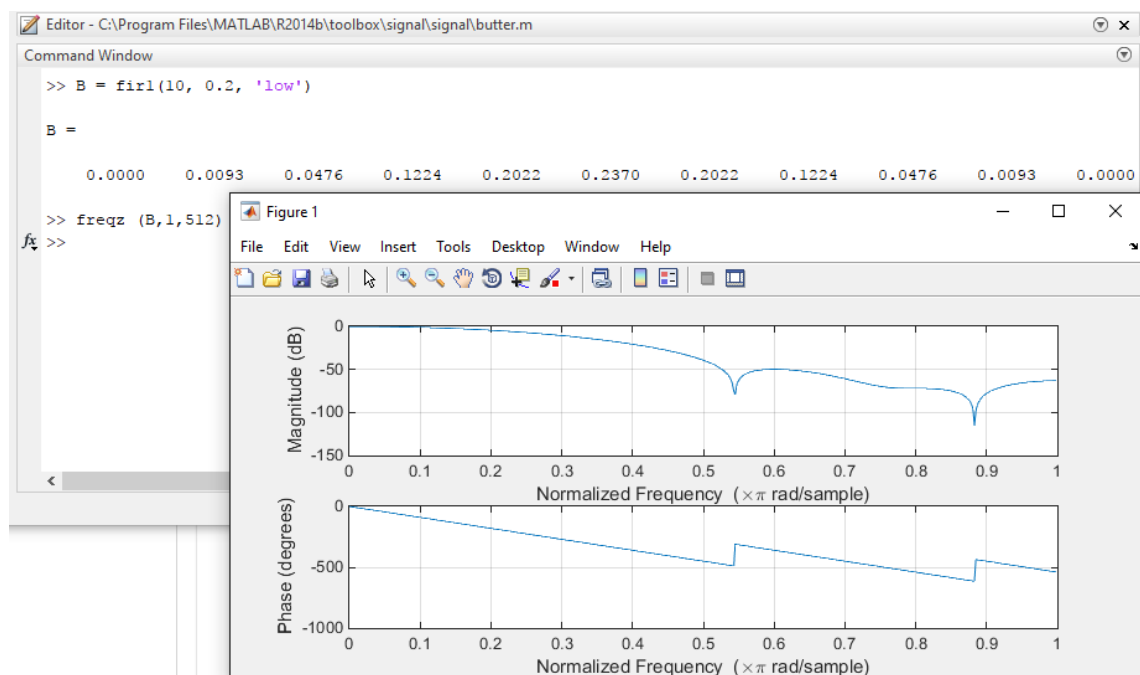 Editor - C:\Program Files\MATLAB\R2014b\toolbox\signal\signal\butter.m
Command Window
>> B = fir1(10, 0.2, 'low')
B =
0.0000 0.0093 0.0476 0.1224 0.2022 0.2370 0.2022 0.1224 0.0476 0.0093 0.0000
>> freqz (B,1,512)
fx >>
Figure 1
File Edit View Insert Tools Desktop Window Help
Magnitude (dB)
0
-50
-100
-150
0 0.1 0.2 0.3 0.4 0.5 0.6 0.7 0.8 0.9 1
Normalized Frequency (×π rad/sample)
Phase (degrees)
0
-500
-1000
0 0.1 0.2 0.3 0.4 0.5 0.6 0.7 0.8 0.9 1
Normalized Frequency (×π rad/sample)